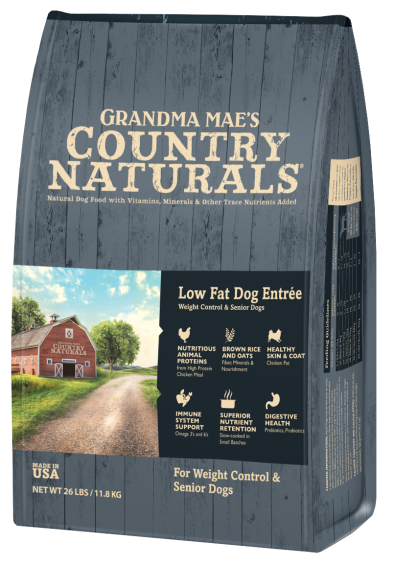 GRANDMA MAE'S
COUNTRY
NATURALS®
Natural Dog Food with Vitamins, Minerals & Other Trace Nutrients Added
COUNTRY
NATURALS
Low Fat Dog Entrée
Weight Control & Senior Dogs
NUTRITIOUS
ANIMAL
PROTEINS
from High Protein
Chicken Meal
BROWN RICE
AND OATS
Fiber, Minerals &
Nourishment
HEALTHY
SKIN & COAT
Chicken Fat
IMMUNE
SYSTEM
SUPPORT
Omega 3's and 6's
SUPERIOR
NUTRIENT
RETENTION
Slow-cooked in
Small Batches
DIGESTIVE
HEALTH
Prebiotics, Probiotics
MADE IN
USA
NET WT 26 LBS / 11.8 KG
For Weight Control &
Senior Dogs
Feeding Guidelines